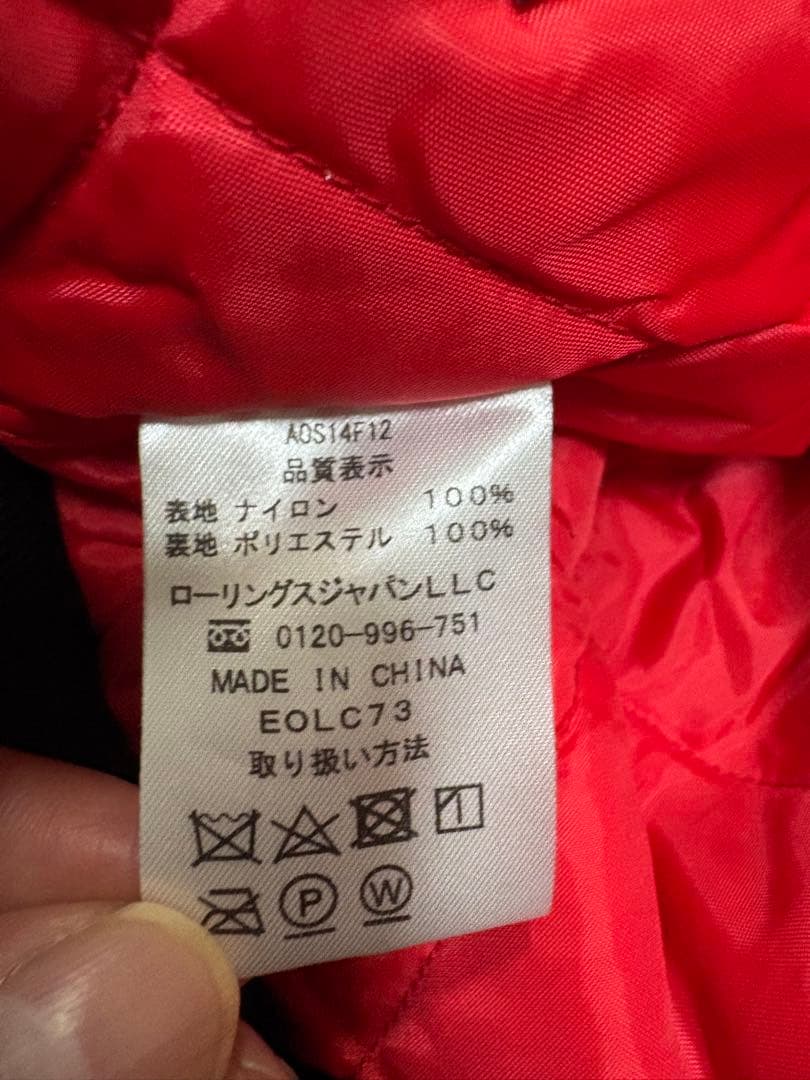 AOS14F12
品質表示
表地 ナイロン 100%
裏地 ポリエステル 100%
ローリングスジャパンLLC
0120-996-751
MADE IN CHINA
EOLC73
取り扱い方法
P W